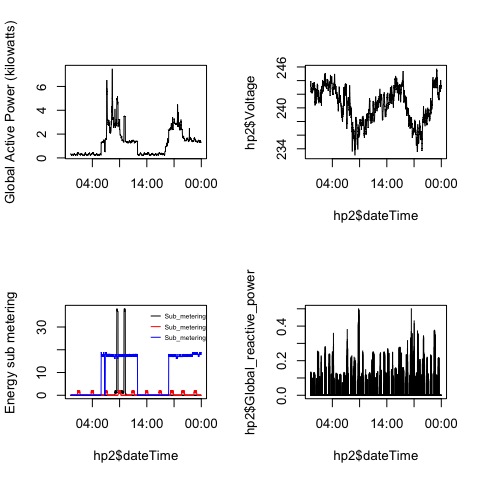 Global Active Power (kilowatts)
0 2 4 6
04:00 14:00 00:00
hp2$Voltage
234 240 246
04:00 14:00 00:00
hp2$dateTime
Energy sub metering
0 10 30
Sub_metering
Sub_metering
Sub_metering
04:00 14:00 00:00
hp2$dateTime
hp2$Global_reactive_power
0.0 0.2 0.4
04:00 14:00 00:00
hp2$dateTime